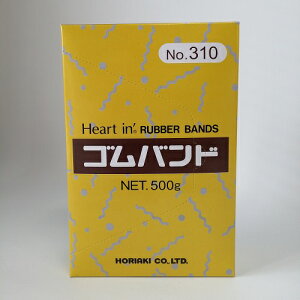 No.310
Heart in' RUBBER BANDS
ゴムバンド
NET. 500g
HORIAKI CO., LTD.